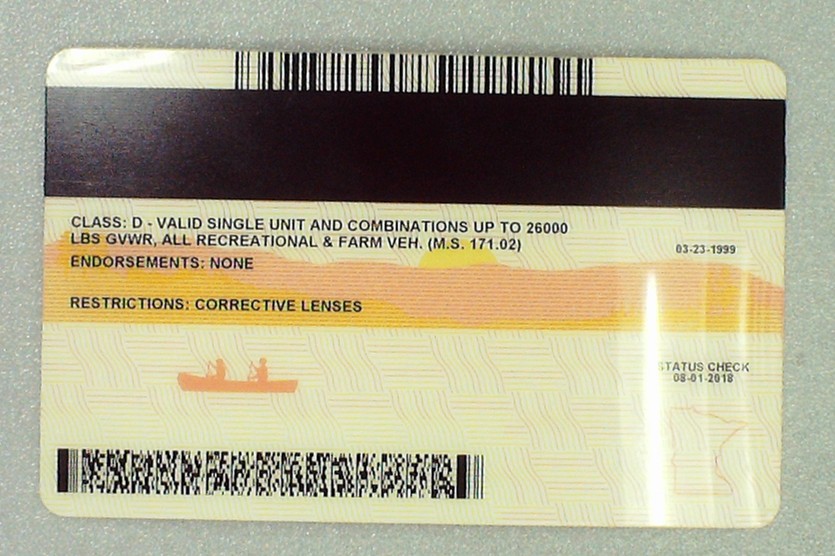 CLASS: D - VALID SINGLE UNIT AND COMBINATIONS UP TO 26000
LBS GVWR, ALL RECREATIONAL & FARM VEH. (M.S. 171.02)
03-23-1999
ENDORSEMENTS: NONE
RESTRICTIONS: CORRECTIVE LENSES
STATUS CHECK
08-01-2018